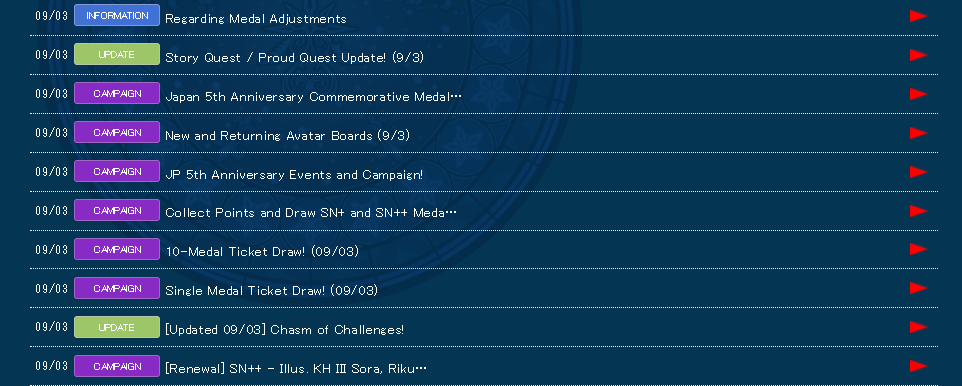 09/03 INFORMATION Regarding Medal Adjustments
09/03 UPDATE Story Quest / Proud Quest Update! (9/3)
09/03 CAMPAIGN Japan 5th Anniversary Commemorative Medal…
09/03 CAMPAIGN New and Returning Avatar Boards (9/3)
09/03 CAMPAIGN JP 5th Anniversary Events and Campaign!
09/03 CAMPAIGN Collect Points and Draw SN+ and SN++ Meda…
09/03 CAMPAIGN 10-Medal Ticket Draw! (09/03)
09/03 CAMPAIGN Single Medal Ticket Draw! (09/03)
09/03 UPDATE [Updated 09/03] Chasm of Challenges!
09/03 CAMPAIGN [Renewal] SN++ - Illus. KH III Sora, Riku…